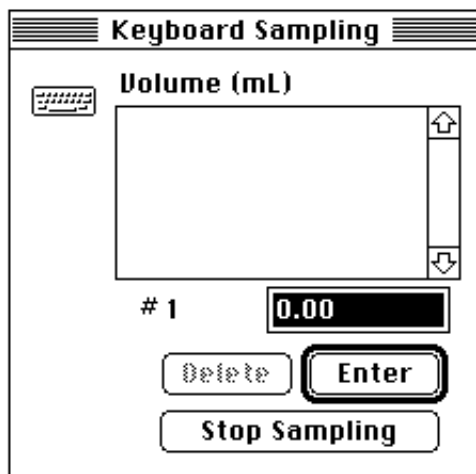 Keyboard Sampling
Volume (mL)
# 1 0.00
Delete Enter
Stop Sampling